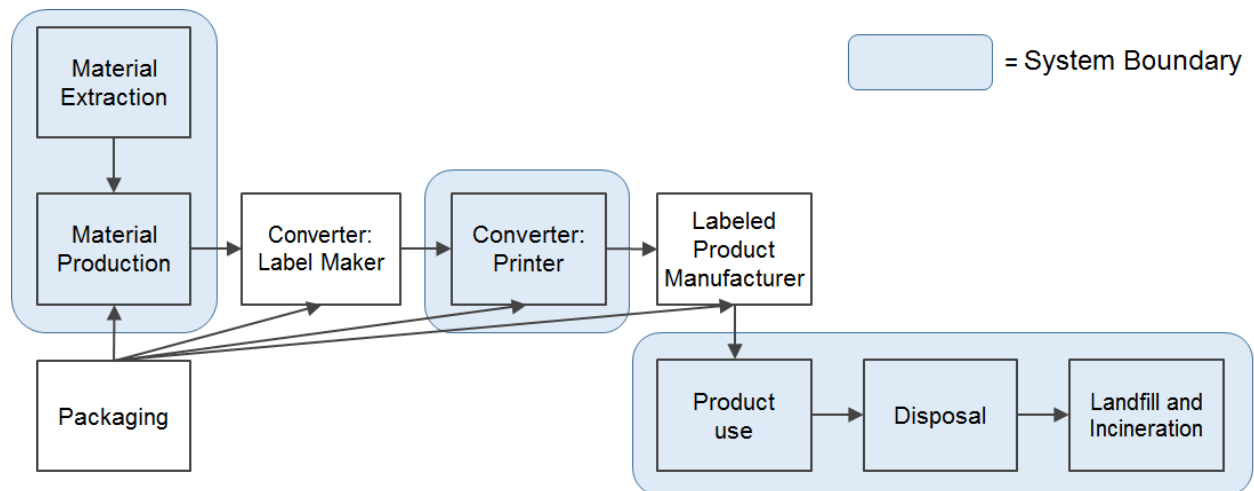 Material
Extraction
= System Boundary
Material
Production
Converter:
Label Maker
Converter:
Printer
Labeled
Product
Manufacturer
Packaging
Product
use
Disposal
Landfill and
Incineration